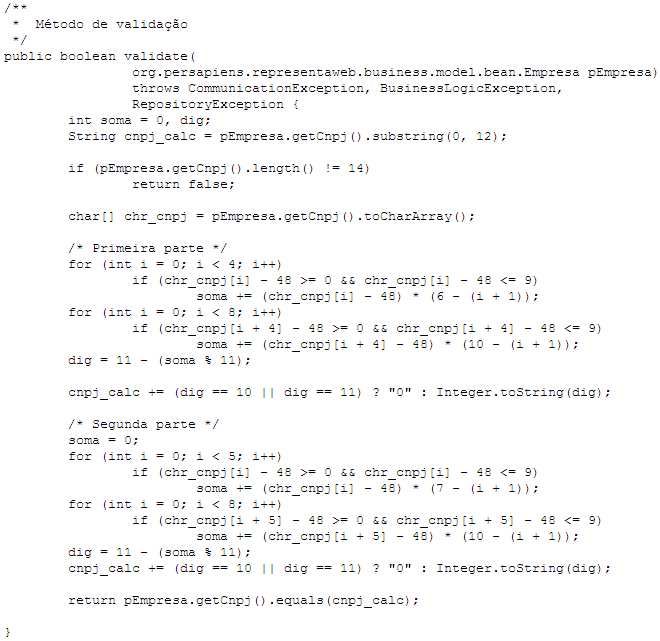 /**
 *  Método de validação
 */
public boolean validate(
                org.persapiens.representaweb.business.model.bean.Empresa pEmpresa)
                throws CommunicationException, BusinessLogicException,
                RepositoryException {
        int soma = 0, dig;
        String cnpj_calc = pEmpresa.getCnpj().substring(0, 12);

        if (pEmpresa.getCnpj().length() != 14)
                return false;

        char[] chr_cnpj = pEmpresa.getCnpj().toCharArray();

        /* Primeira parte */
        for (int i = 0; i < 4; i++)
                if (chr_cnpj[i] - 48 >= 0 && chr_cnpj[i] - 48 <= 9)
                        soma += (chr_cnpj[i] - 48) * (6 - (i + 1));
        for (int i = 0; i < 8; i++)
                if (chr_cnpj[i + 4] - 48 >= 0 && chr_cnpj[i + 4] - 48 <= 9)
                        soma += (chr_cnpj[i + 4] - 48) * (10 - (i + 1));
        dig = 11 - (soma % 11);

        cnpj_calc += (dig == 10 || dig == 11) ? "0" : Integer.toString(dig);

        /* Segunda parte */
        soma = 0;
        for (int i = 0; i < 5; i++)
                if (chr_cnpj[i] - 48 >= 0 && chr_cnpj[i] - 48 <= 9)
                        soma += (chr_cnpj[i] - 48) * (7 - (i + 1));
        for (int i = 0; i < 8; i++)
                if (chr_cnpj[i + 5] - 48 >= 0 && chr_cnpj[i + 5] - 48 <= 9)
                        soma += (chr_cnpj[i + 5] - 48) * (10 - (i + 1));
        dig = 11 - (soma % 11);
        cnpj_calc += (dig == 10 || dig == 11) ? "0" : Integer.toString(dig);

        return pEmpresa.getCnpj().equals(cnpj_calc);

}